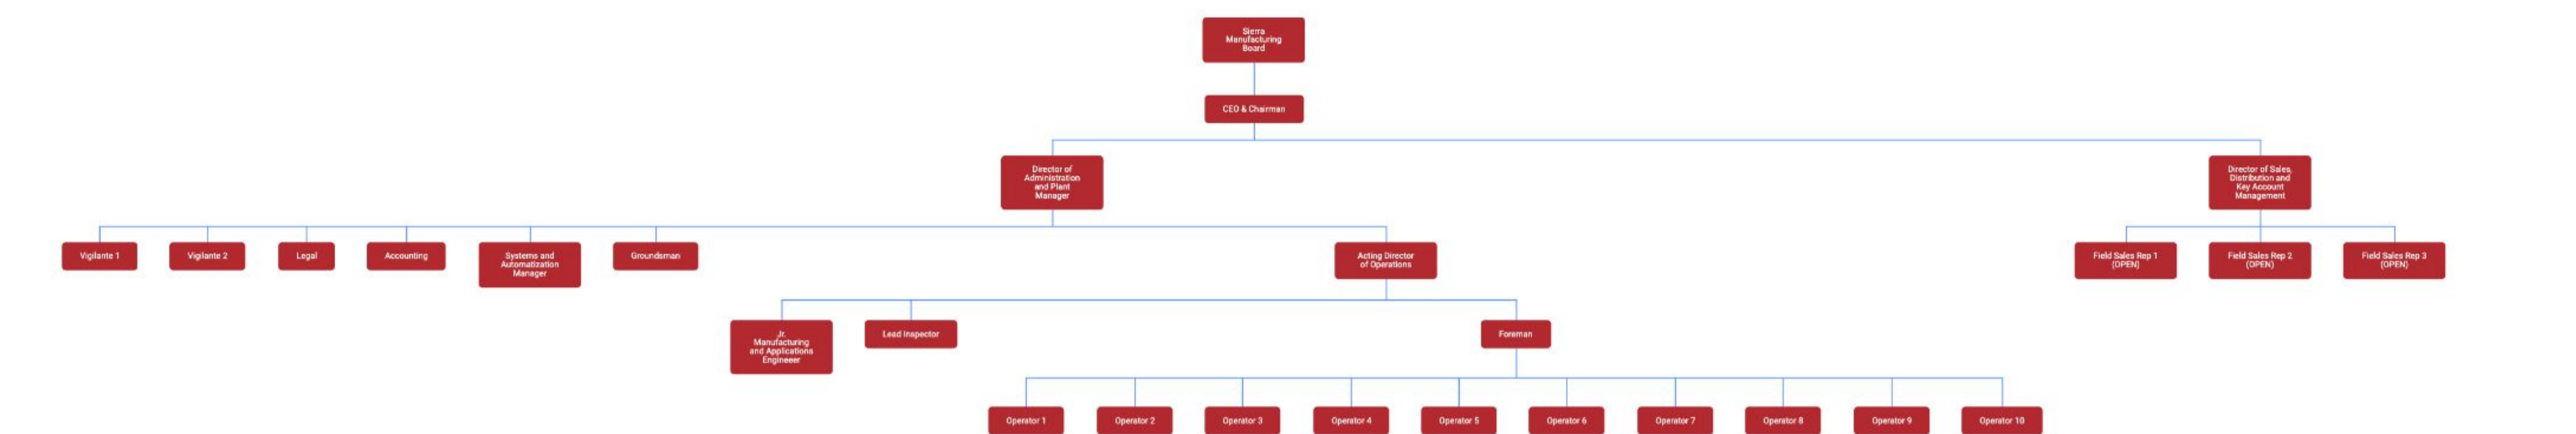 Sierra
Manufacturing
Board
CEO & Chairman
Director of
Administration
and Plant
Manager
Director of Sales,
Distribution and
Key Account
Management
Vigilante 1
Vigilante 2
Legal
Accounting
Systems and
Automatization
Manager
Groundsman
Acting Director
of Operations
Field Sales Rep 1
(OPEN)
Field Sales Rep 2
(OPEN)
Field Sales Rep 3
(OPEN)
Jr.
Manufacturing
and Applications
Engineeer
Lead Inspector
Foreman
Operator 1
Operator 2
Operator 3
Operator 4
Operator 5
Operator 6
Operator 7
Operator 8
Operator 9
Operator 10